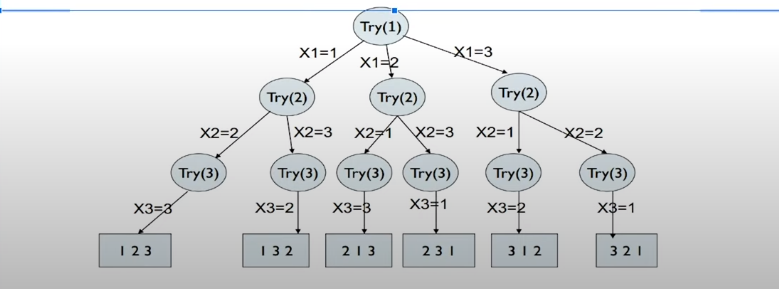 Try(1)
X1=1
X1=2
X1=3
Try(2)
Try(2)
Try(2)
X2=2
X2=3
X2=1
X2=3
X2=1
X2=2
Try(3)
Try(3)
Try(3)
Try(3)
Try(3)
Try(3)
X3=3
X3=2
X3=3
X3=1
X3=2
X3=1
1 2 3
1 3 2
2 1 3
2 3 1
3 1 2
3 2 1